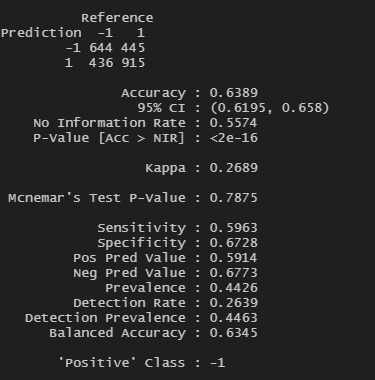 Reference
Prediction -1 1
-1 644 445
1 436 915
Accuracy : 0.6389
95% CI : (0.6195, 0.658)
No Information Rate : 0.5574
P-Value [Acc > NIR] : <2e-16
Kappa : 0.2689
Mcnemar's Test P-Value : 0.7875
Sensitivity : 0.5963
Specificity : 0.6728
Pos Pred Value : 0.5914
Neg Pred Value : 0.6773
Prevalence : 0.4426
Detection Rate : 0.2639
Detection Prevalence : 0.4463
Balanced Accuracy : 0.6345
'Positive' Class : -1